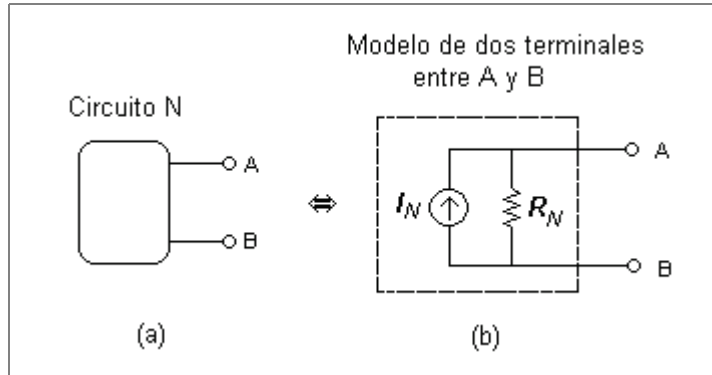 Modelo de dos terminales
entre A y B
Circuito N
A
B
⇔
I_N
R_N
A
B
(a)
(b)